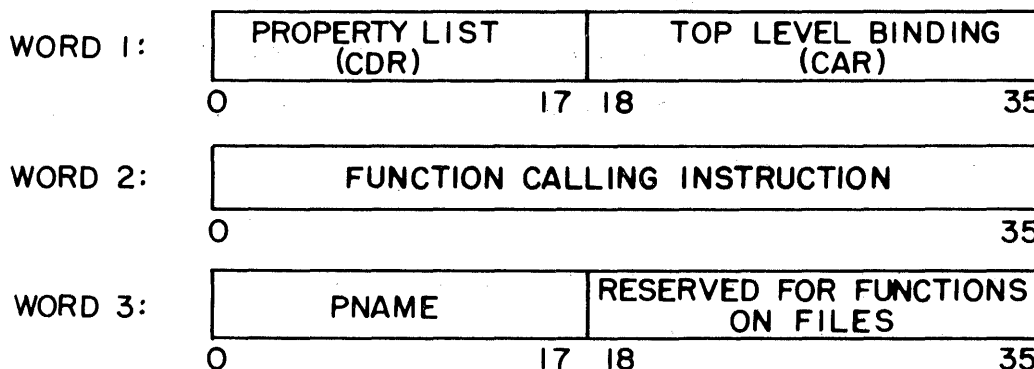 WORD 1: PROPERTY LIST TOP LEVEL BINDING
(CDR) (CAR)
0 17 18 35
WORD 2: FUNCTION CALLING INSTRUCTION
0 35
WORD 3: PNAME RESERVED FOR FUNCTIONS
ON FILES
0 17 18 35